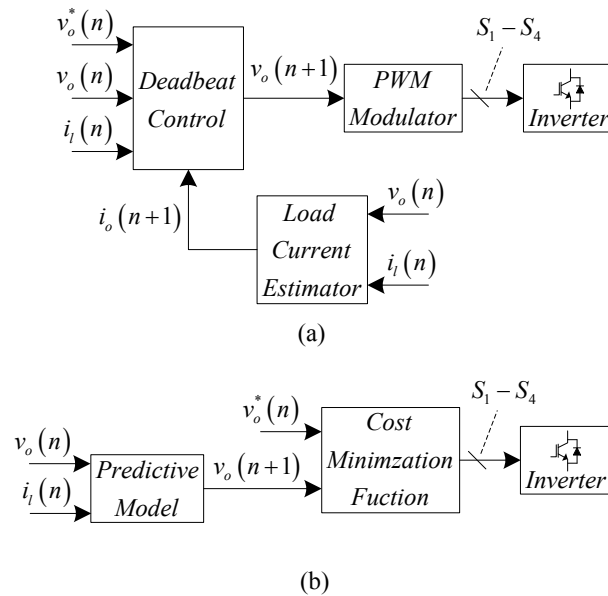 v_o^*(n)
v_o(n)
i_l(n)
Deadbeat
Control
v_o(n+1)
PWM
Modulator
S_1 − S_4
Inverter
i_o(n+1)
Load
Current
Estimator
v_o(n)
i_l(n)
(a)
v_o(n)
i_l(n)
Predictive
Model
v_o^*(n)
v_o(n+1)
Cost
Minimzation
Fuction
S_1 − S_4
Inverter
(b)